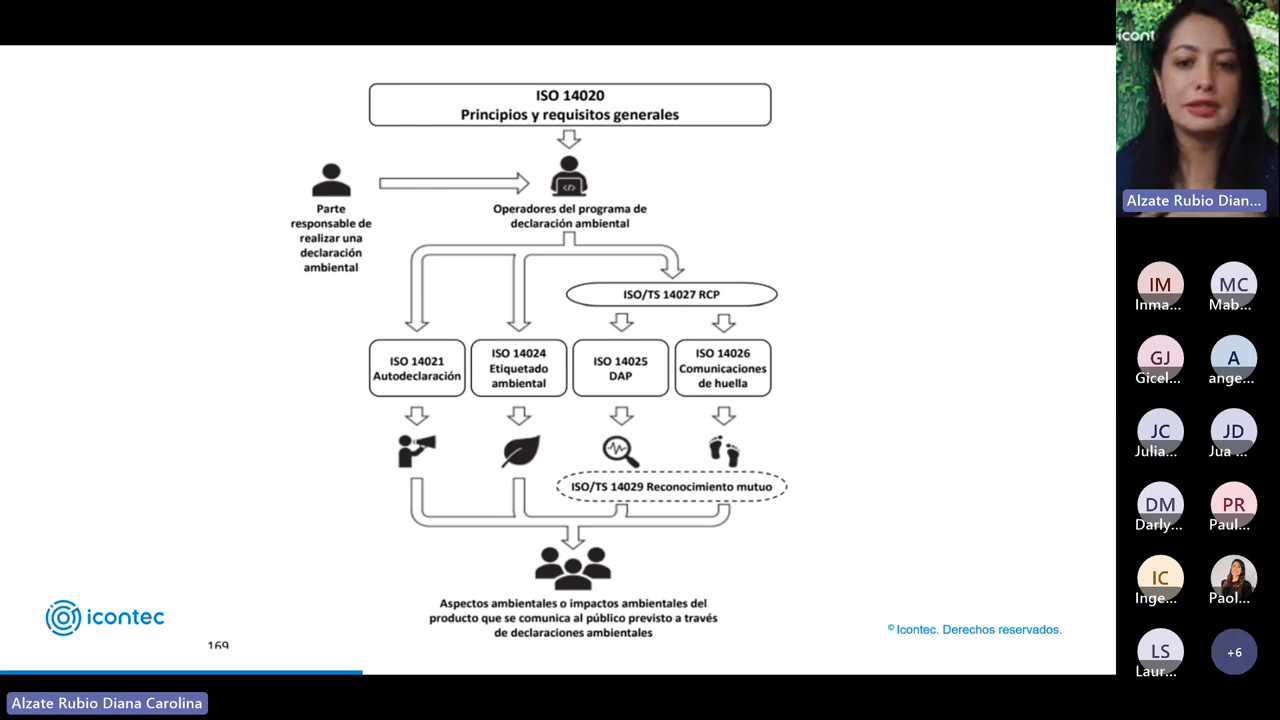 ISO 14020
Principios y requisitos generales
Parte
responsable de
realizar una
declaración
ambiental
Operadores del programa de
declaración ambiental
ISO/TS 14027 RCP
ISO 14021
Autodeclaración
ISO 14024
Etiquetado
ambiental
ISO 14025
DAP
ISO 14026
Comunicaciones
de huella
ISO/TS 14029 Reconocimiento mutuo
Aspectos ambientales o impactos ambientales del
producto que se comunica al público previsto a través
de declaraciones ambientales
icontec
169
© Icontec. Derechos reservados.
Alzate Rubio Diana Carolina
icont
Alzate Rubio Dian...
IM
Inma...
MC
Mab...
GJ
Gicel...
A
ange...
JC
Julia...
JD
Jua ...
DM
Darly...
PR
Paul...
IC
Inge...
Paol...
LS
Laur...
+6